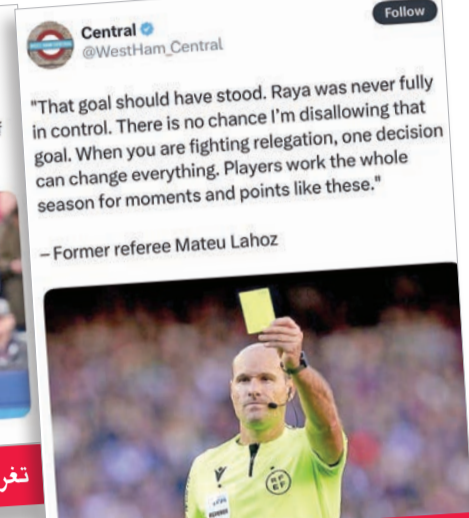 Central
@WestHam_Central
Follow
"That goal should have stood. Raya was never fully
in control. There is no chance I'm disallowing that
goal. When you are fighting relegation, one decision
can change everything. Players work the whole
season for moments and points like these."
– Former referee Mateu Lahoz
RF
EF